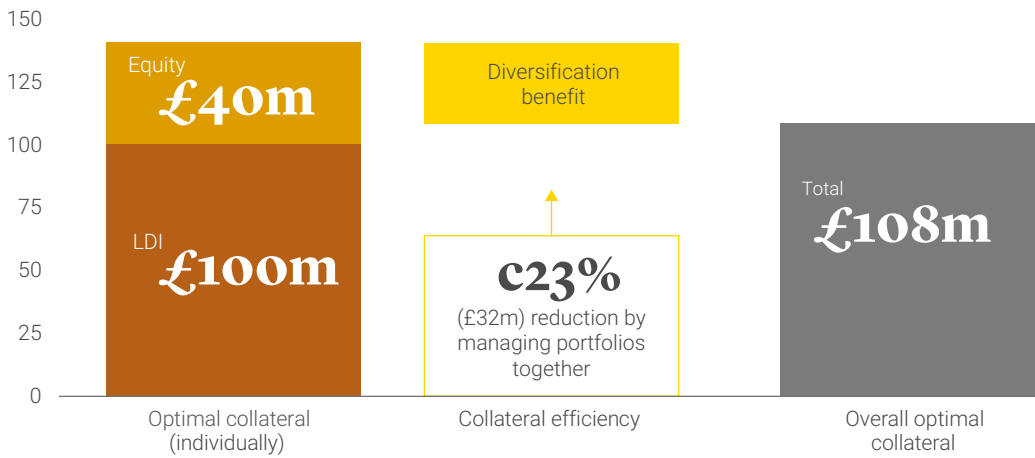 150
125
100
75
50
25
0
Equity
£40m
LDI
£100m
Diversification
benefit
c23%
(£32m) reduction by
managing portfolios
together
Total
£108m
Optimal collateral
(individually)
Collateral efficiency
Overall optimal
collateral